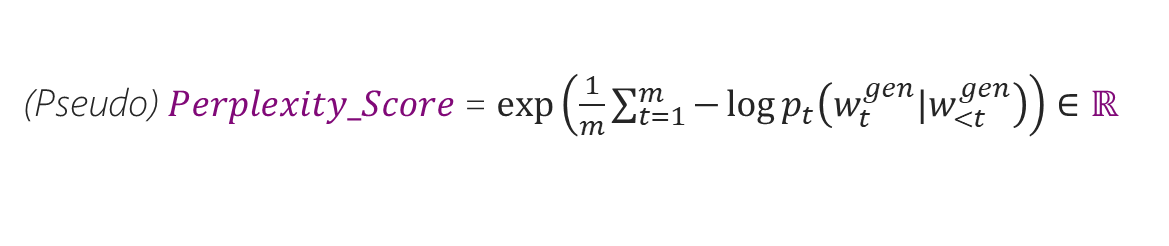 (Pseudo) Perplexity_Score = exp(1/m ∑_{t=1}^{m} − log p_t(w_t^{gen}|w_{<t}^{gen})) ∈ ℝ